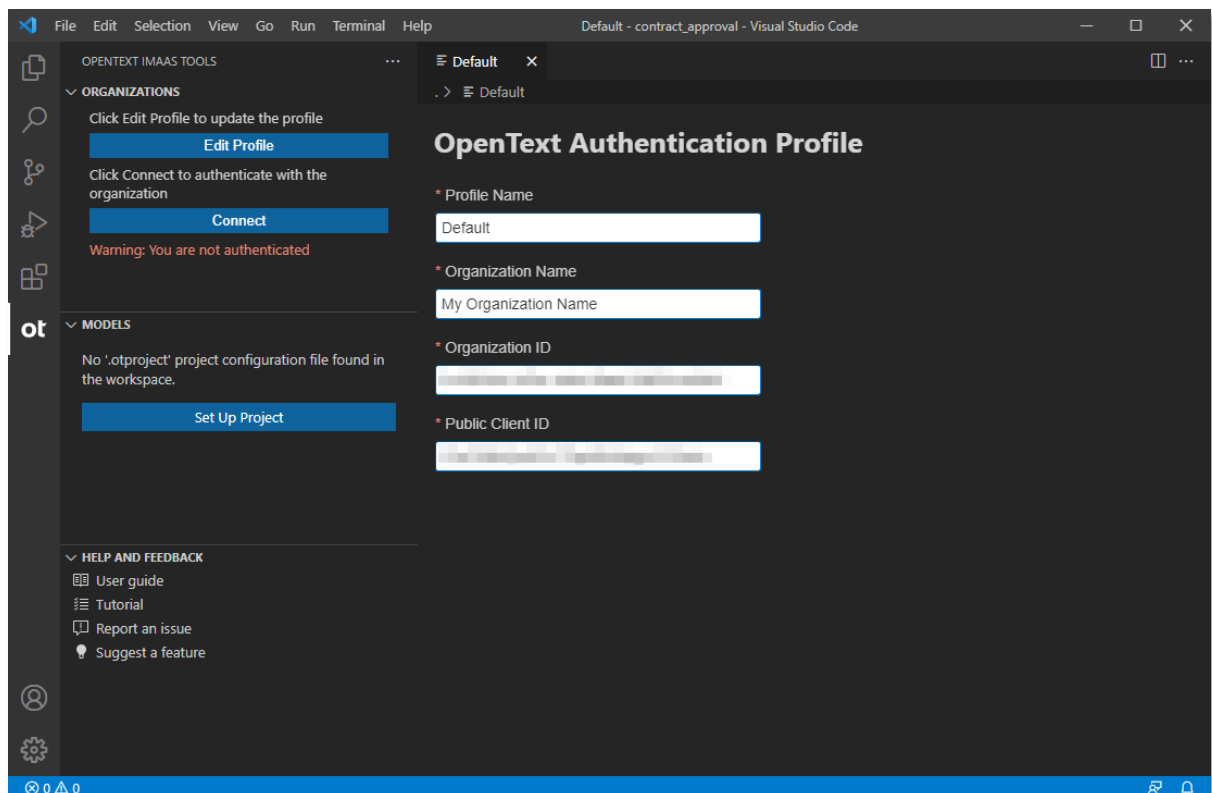 File Edit Selection View Go Run Terminal Help
Default - contract_approval - Visual Studio Code
OPENTEXT IMAAS TOOLS
ORGANIZATIONS
Click Edit Profile to update the profile
Edit Profile
Click Connect to authenticate with the
organization
Connect
Warning: You are not authenticated
ot
MODELS
No '.otproject' project configuration file found in
the workspace.
Set Up Project
HELP AND FEEDBACK
User guide
Tutorial
Report an issue
Suggest a feature
Default
. > Default
OpenText Authentication Profile
* Profile Name
Default
* Organization Name
My Organization Name
* Organization ID
* Public Client ID
0 0